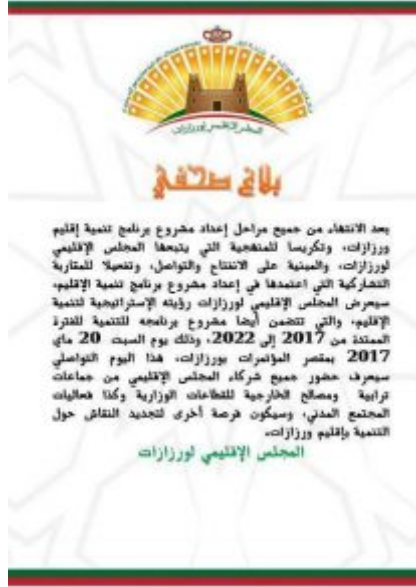 المجلس الإقليمي لورزازات
بلاغ صحفي
بعد الانتهاء من جميع مراحل إعداد مشروع برنامج تنمية إقليم
ورزازات، وتكريسا للمنهجية التي يتبعها المجلس الإقليمي
لورزازات، والمبنية على الانفتاح والتواصل، وتفعيلا للمقاربة
التشاركية التي اعتمدها في إعداد مشروع برنامج تنمية الإقليم،
سيعرض المجلس الإقليمي لورزازات رؤيته الإستراتيجية لتنمية
الإقليم، والتي تتضمن أيضا مشروع برنامجه للتنمية للفترة
الممتدة من 2017 إلى 2022، وذلك يوم السبت 20 ماي
2017 بمقصر المؤتمرات بورزازات، هذا اليوم التواصلي
سيعرف حضور جميع شركاء المجلس الإقليمي من جماعات
ترابية ومصالح الخارجية للقطاعات الوزارية وكذا فعاليات
المجتمع المدني، وسيكون فرصة أخرى لتجديد النقاش حول
التنمية بإقليم ورزازات.
المجلس الإقليمي لورزازات